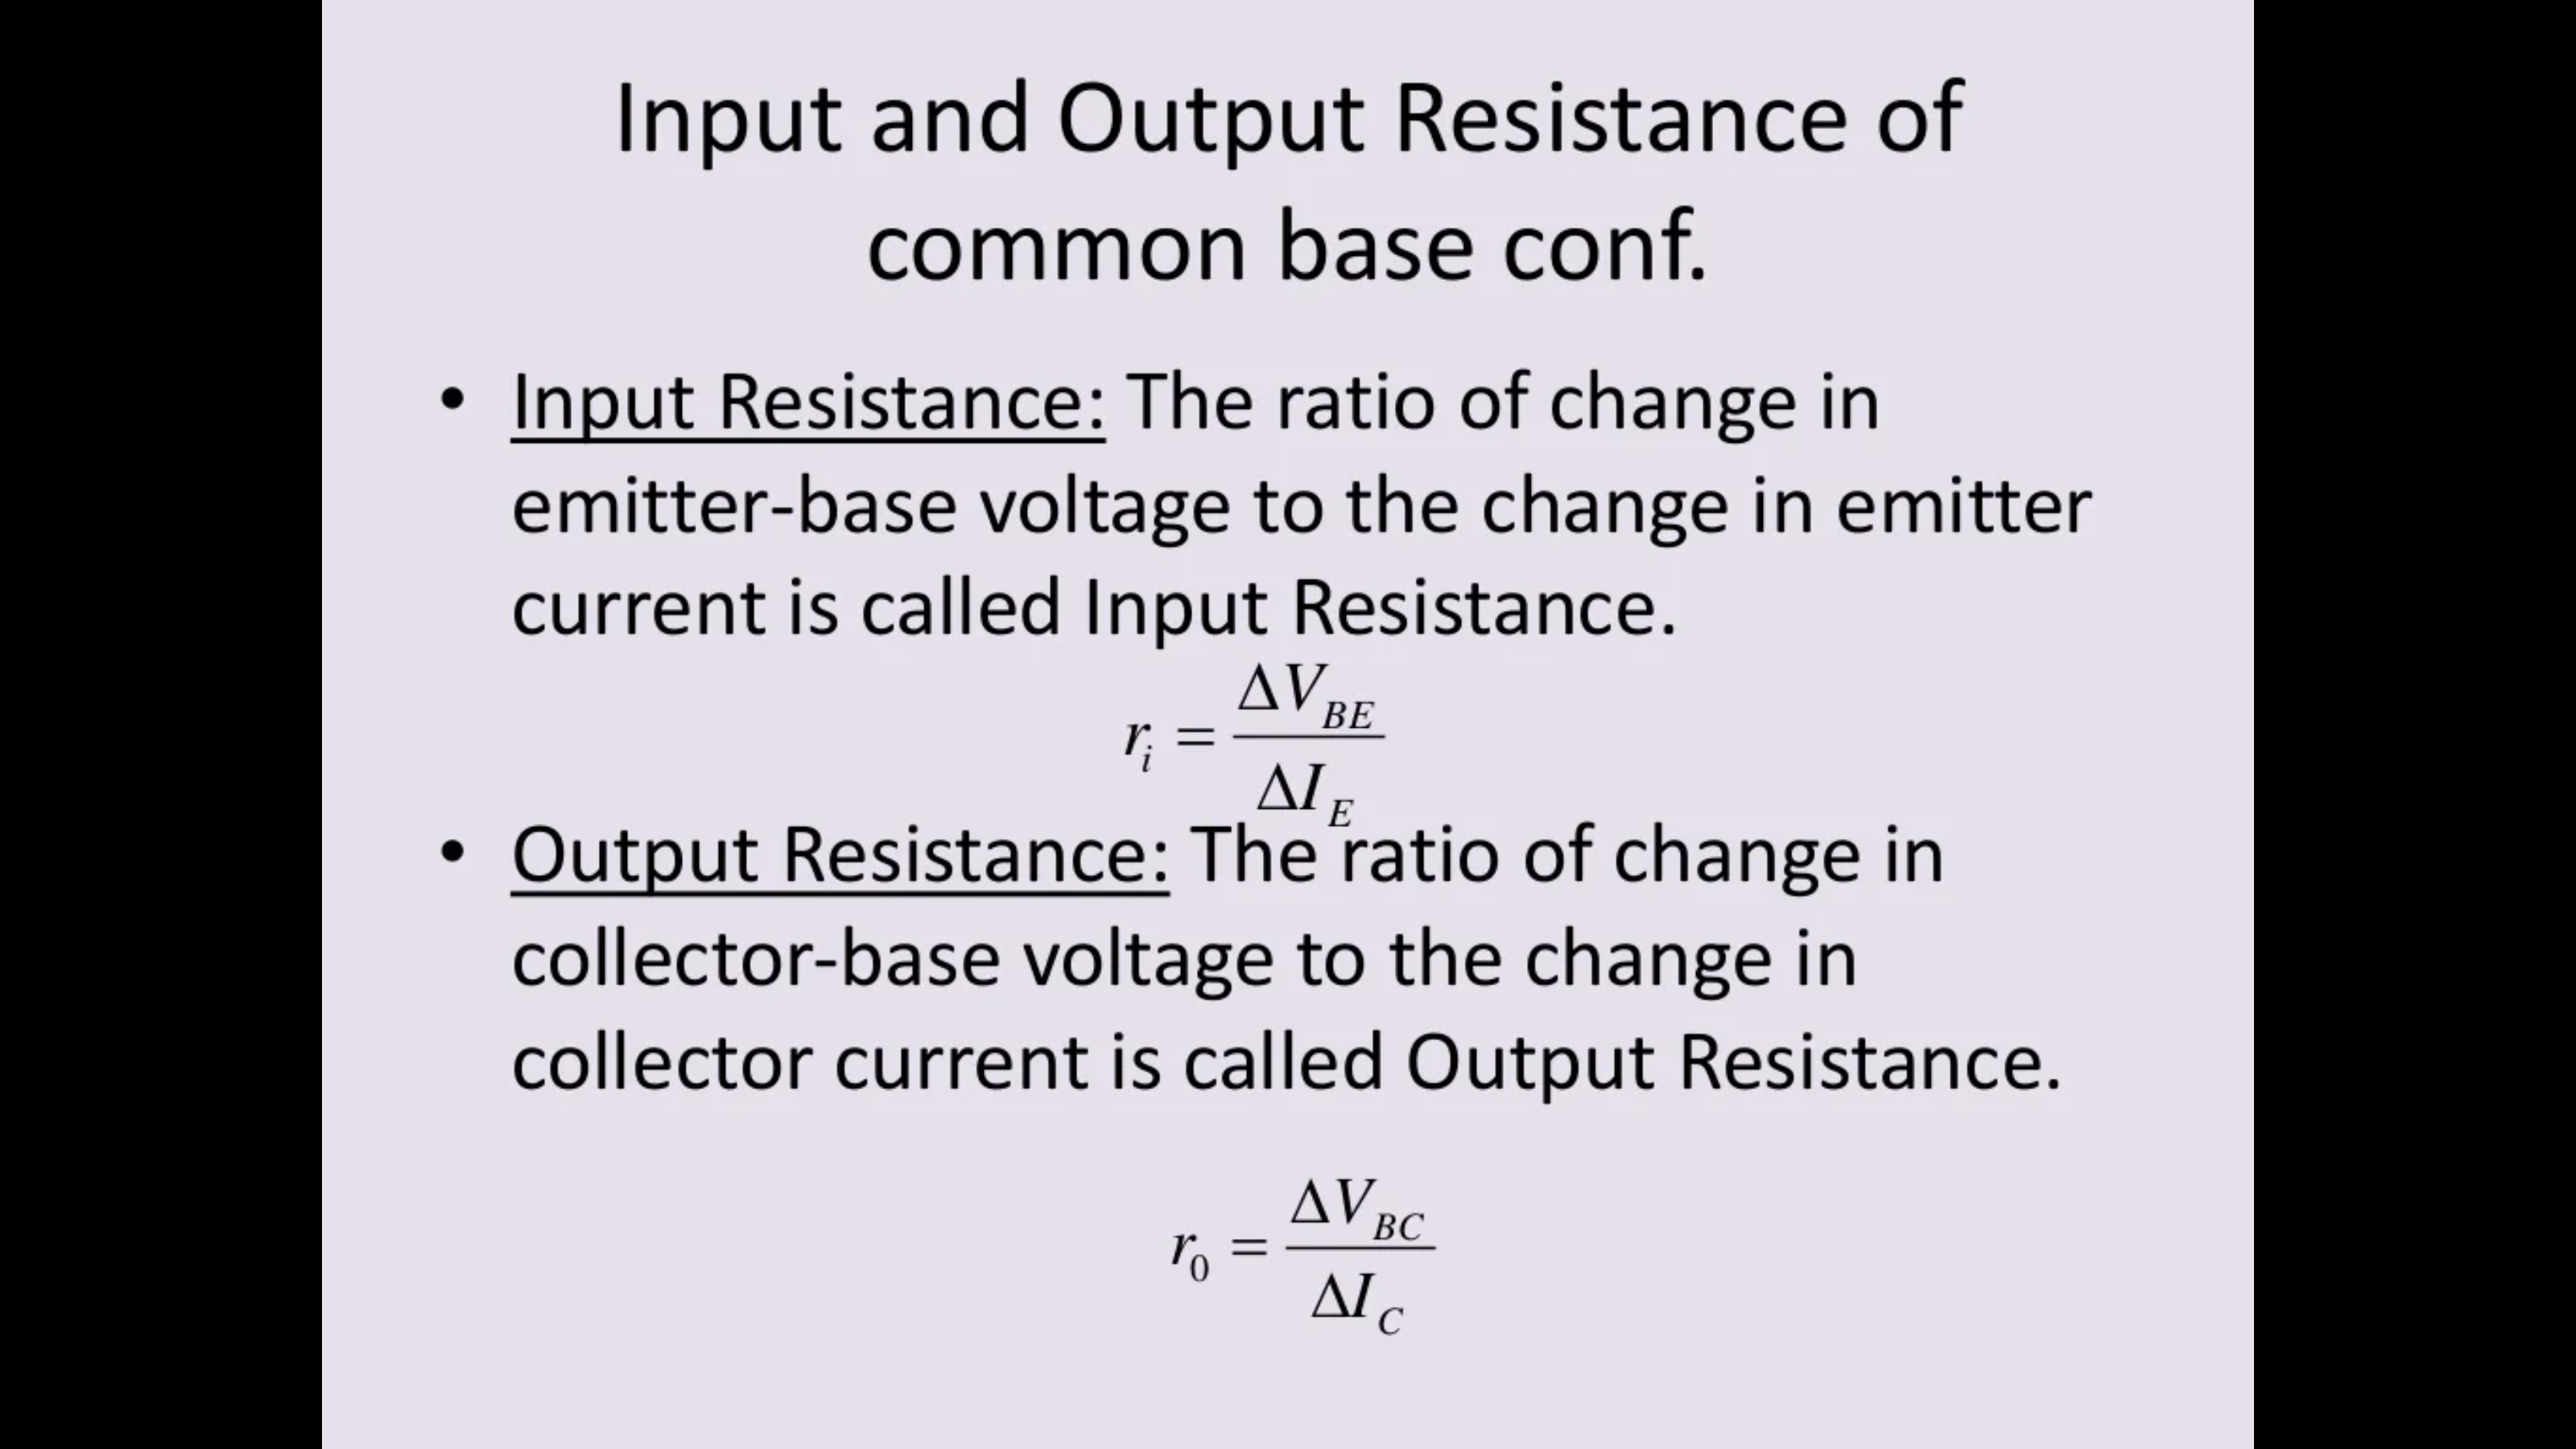 Input and Output Resistance of
common base conf.
• Input Resistance: The ratio of change in
emitter-base voltage to the change in emitter
current is called Input Resistance.
r_i = ΔV_BE / ΔI_E
• Output Resistance: The ratio of change in
collector-base voltage to the change in
collector current is called Output Resistance.
r_0 = ΔV_BC / ΔI_C